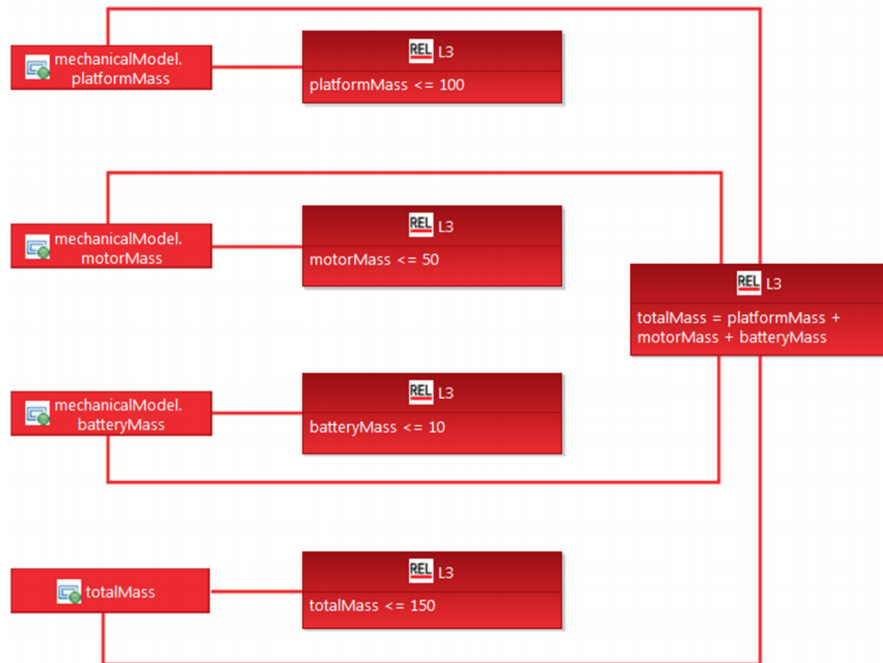 mechanicalModel.
platformMass
REL L3
platformMass <= 100
mechanicalModel.
motorMass
REL L3
motorMass <= 50
REL L3
totalMass = platformMass +
motorMass + batteryMass
mechanicalModel.
batteryMass
REL L3
batteryMass <= 10
totalMass
REL L3
totalMass <= 150